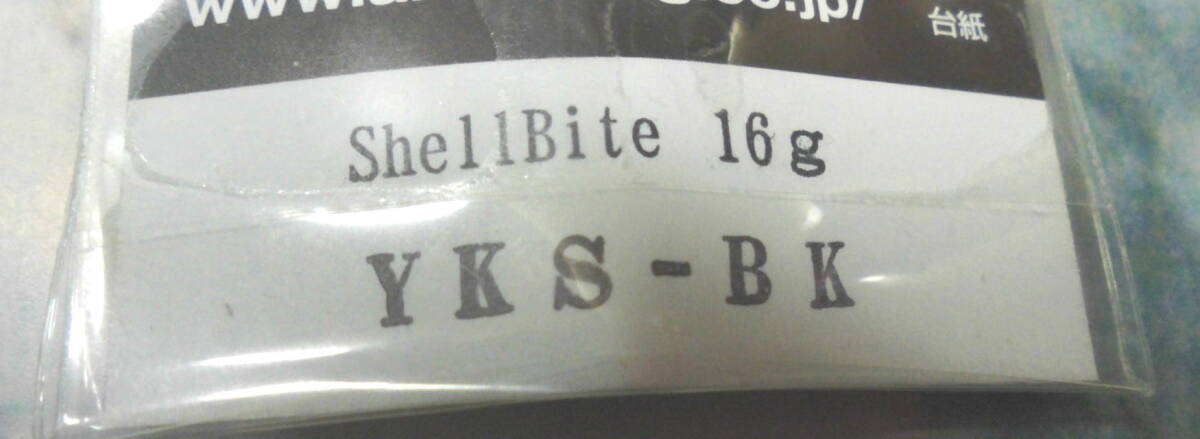 台紙
ShellBite 16g
YKS-BK